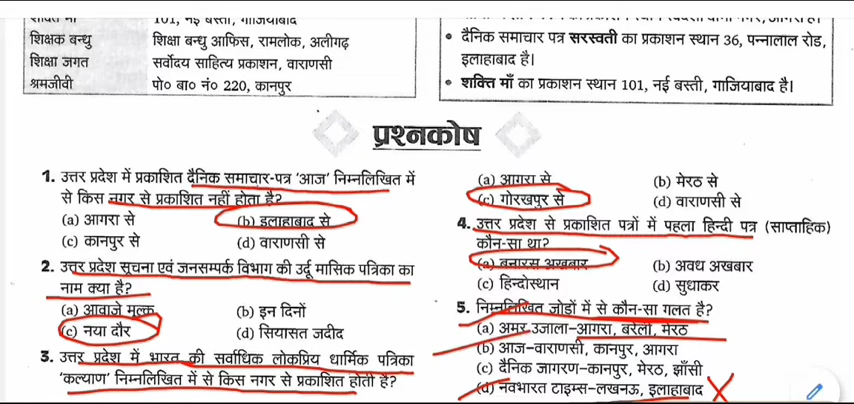 101, नई बस्ती, गाजियाबाद
शिक्षक बन्धु शिक्षा बन्धु आफिस, रामलोक, अलीगढ़
शिक्षा जगत सर्वोदय साहित्य प्रकाशन, वाराणसी
श्रमजीवी पो० बा० नं० 220, कानपुर
• दैनिक समाचार पत्र सरस्वती का प्रकाशन स्थान 36, पन्नालाल रोड,
इलाहाबाद है।
• शक्ति माँ का प्रकाशन स्थान 101, नई बस्ती, गाजियाबाद है।
प्रश्नकोष
1. उत्तर प्रदेश में प्रकाशित दैनिक समाचार-पत्र ‘आज’ निम्नलिखित में
से किस नगर से प्रकाशित नहीं होता है?
(a) आगरा से (b) इलाहाबाद से
(c) कानपुर से (d) वाराणसी से
2. उत्तर प्रदेश सूचना एवं जनसम्पर्क विभाग की उर्दू मासिक पत्रिका का
नाम क्या है?
(a) आवाजे मुल्क (b) इन दिनों
(c) नया दौर (d) सियासत जदीद
3. उत्तर प्रदेश में भारत की सर्वाधिक लोकप्रिय धार्मिक पत्रिका
‘कल्याण’ निम्नलिखित में से किस नगर से प्रकाशित होती है?
(a) आगरा से (b) मेरठ से
(c) गोरखपुर से (d) वाराणसी से
4. उत्तर प्रदेश से प्रकाशित पत्रों में पहला हिन्दी पत्र (साप्ताहिक)
कौन-सा था?
(a) बनारस अखबार (b) अवध अखबार
(c) हिन्दोस्थान (d) सुधाकर
5. निम्नलिखित जोड़ों में से कौन-सा गलत है?
(a) अमर उजाला–आगरा, बरेली, मेरठ
(b) आज–वाराणसी, कानपुर, आगरा
(c) दैनिक जागरण–कानपुर, मेरठ, झाँसी
(d) नवभारत टाइम्स–लखनऊ, इलाहाबाद